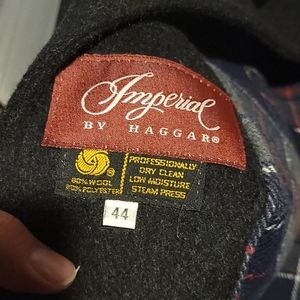 Imperial
BY HAGGAR®
PROFESSIONALLY
DRY CLEAN
LOW MOISTURE
STEAM PRESS
80% WOOL
20% POLYESTER
44